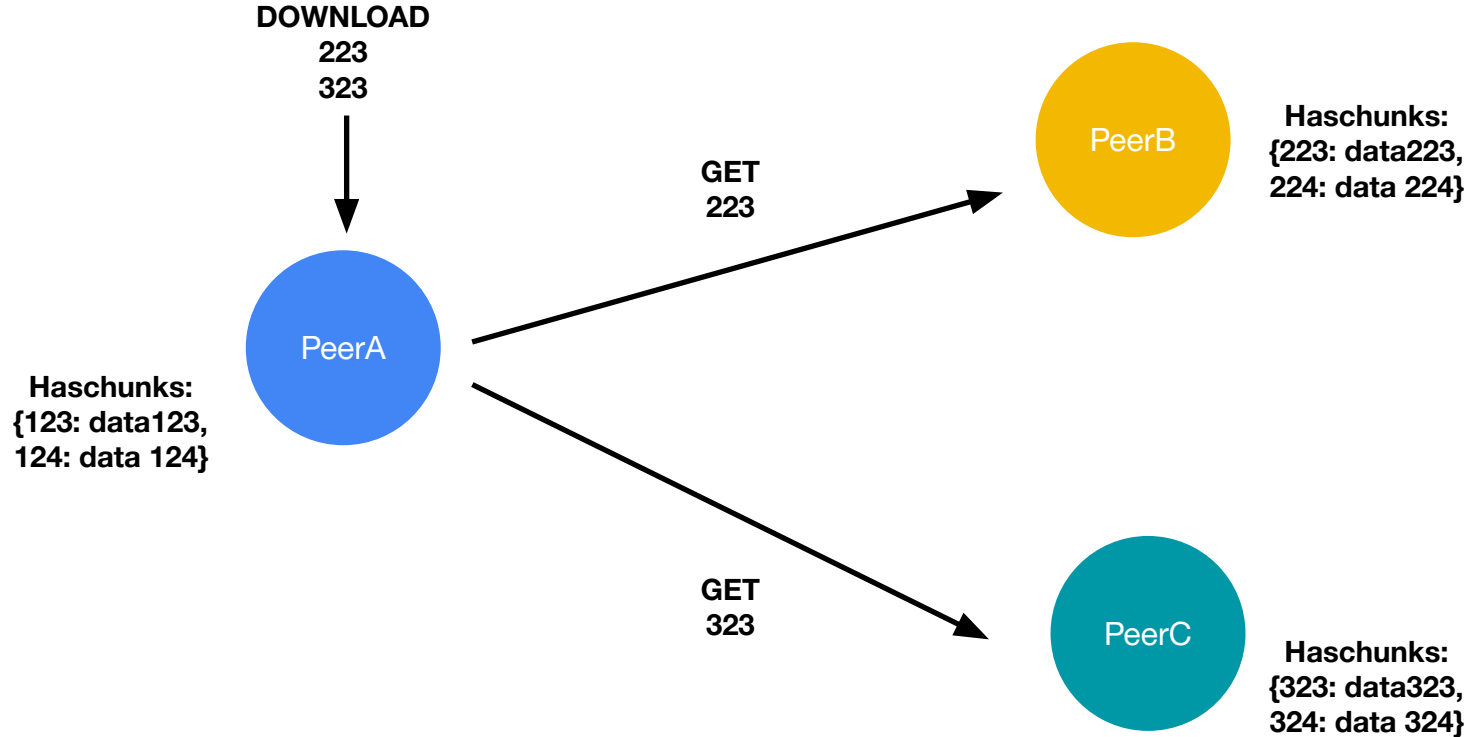 DOWNLOAD
223
323
PeerB
Haschunks:
{223: data223,
224: data 224}
GET
223
PeerA
Haschunks:
{123: data123,
124: data 124}
GET
323
PeerC
Haschunks:
{323: data323,
324: data 324}